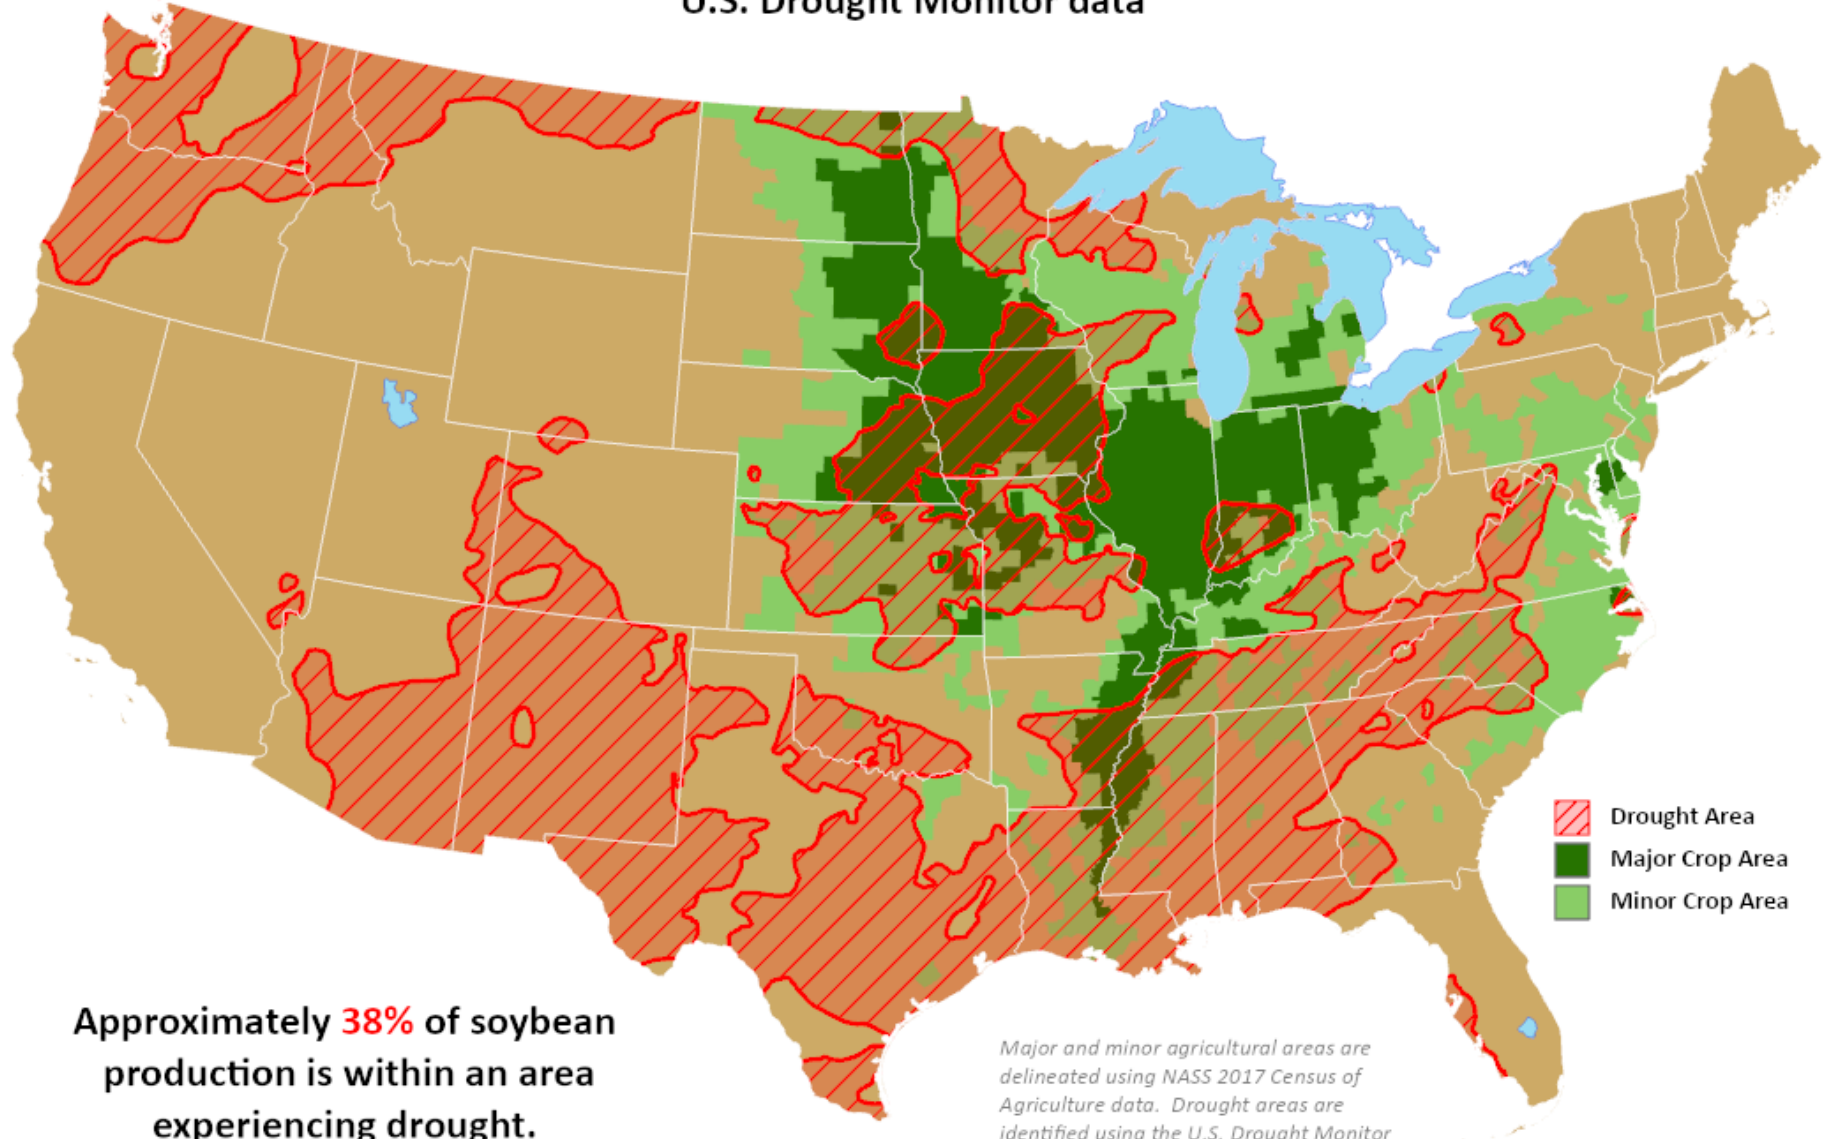 U.S. Drought Monitor data
Drought Area
Major Crop Area
Minor Crop Area
Approximately 38% of soybean
production is within an area
experiencing drought.
Major and minor agricultural areas are
delineated using NASS 2017 Census of
Agriculture data. Drought areas are
identified using the U.S. Drought Monitor